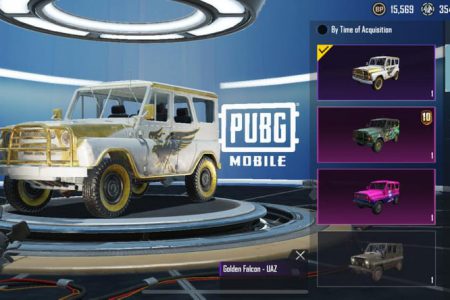 BP 15,569
By Time of Acquisition
10
1
1
1
1
PUBG
MOBILE
Golden Falcon - UAZ